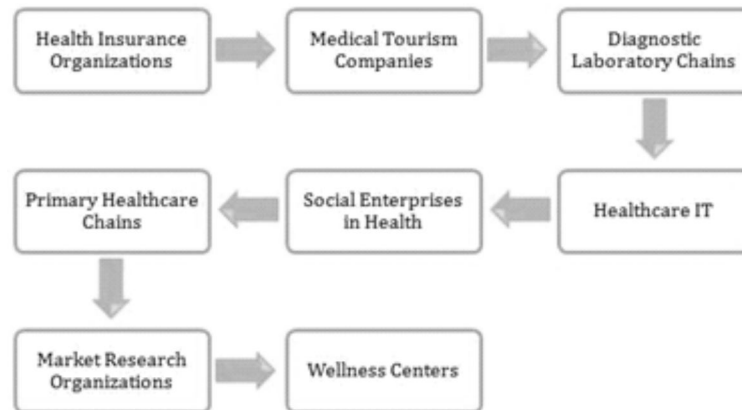 Health Insurance
Organizations
Medical Tourism
Companies
Diagnostic
Laboratory Chains
Healthcare IT
Social Enterprises
in Health
Primary Healthcare
Chains
Market Research
Organizations
Wellness Centers